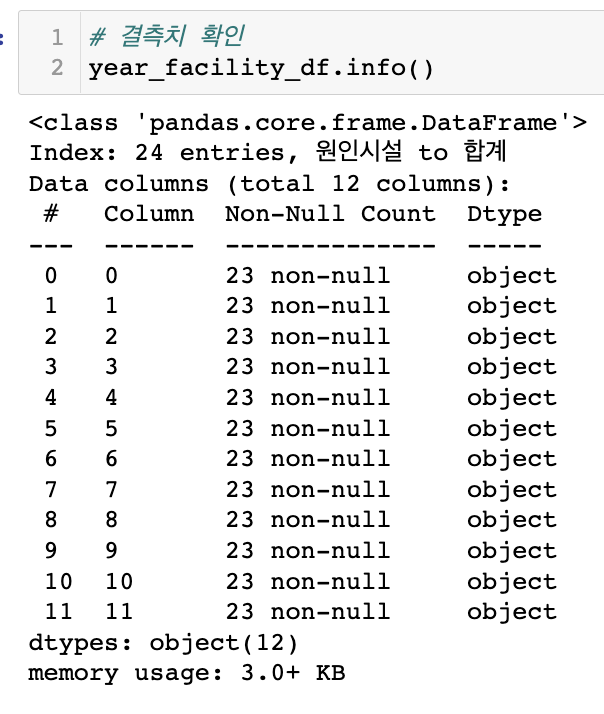 :
1 # 결측치 확인
2 year_facility_df.info()
<class 'pandas.core.frame.DataFrame'>
Index: 24 entries, 원인시설 to 합계
Data columns (total 12 columns):
 #   Column  Non-Null Count  Dtype
---  ------  --------------  -----
 0   0       23 non-null     object
 1   1       23 non-null     object
 2   2       23 non-null     object
 3   3       23 non-null     object
 4   4       23 non-null     object
 5   5       23 non-null     object
 6   6       23 non-null     object
 7   7       23 non-null     object
 8   8       23 non-null     object
 9   9       23 non-null     object
 10  10      23 non-null     object
 11  11      23 non-null     object
dtypes: object(12)
memory usage: 3.0+ KB